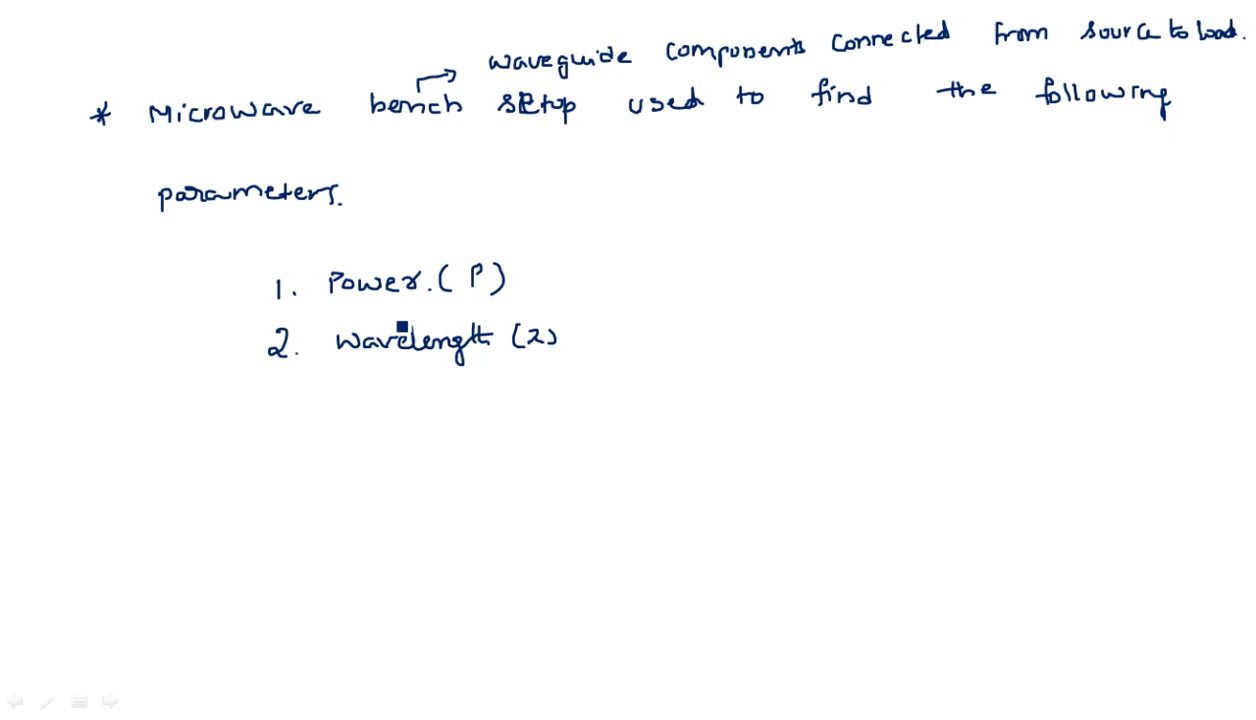 waveguide components connected from source to load.
* Microwave bench setup used to find the following
parameters.
1. Power. (P)
2. wavelength (λ)